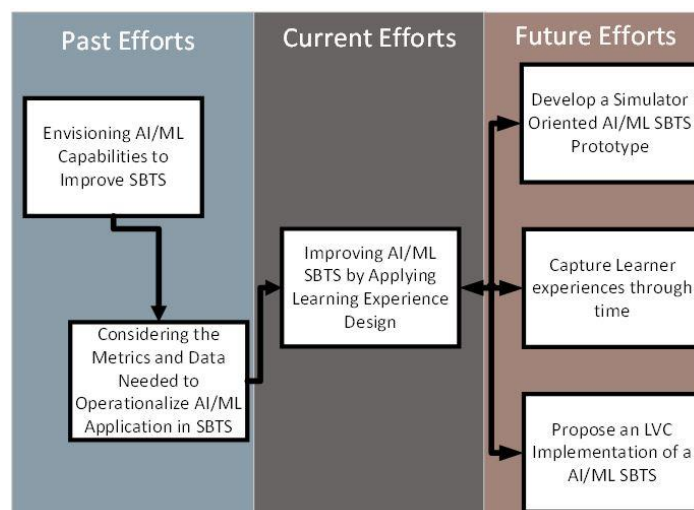 Past Efforts
Envisioning AI/ML
Capabilities to
Improve SBTS
Considering the
Metrics and Data
Needed to
Operationalize AI/ML
Application in SBTS
Current Efforts
Improving AI/ML
SBTS by Applying
Learning Experience
Design
Future Efforts
Develop a Simulator
Oriented AI/ML SBTS
Prototype
Capture Learner
experiences through
time
Propose an LVC
Implementation of a
AI/ML SBTS